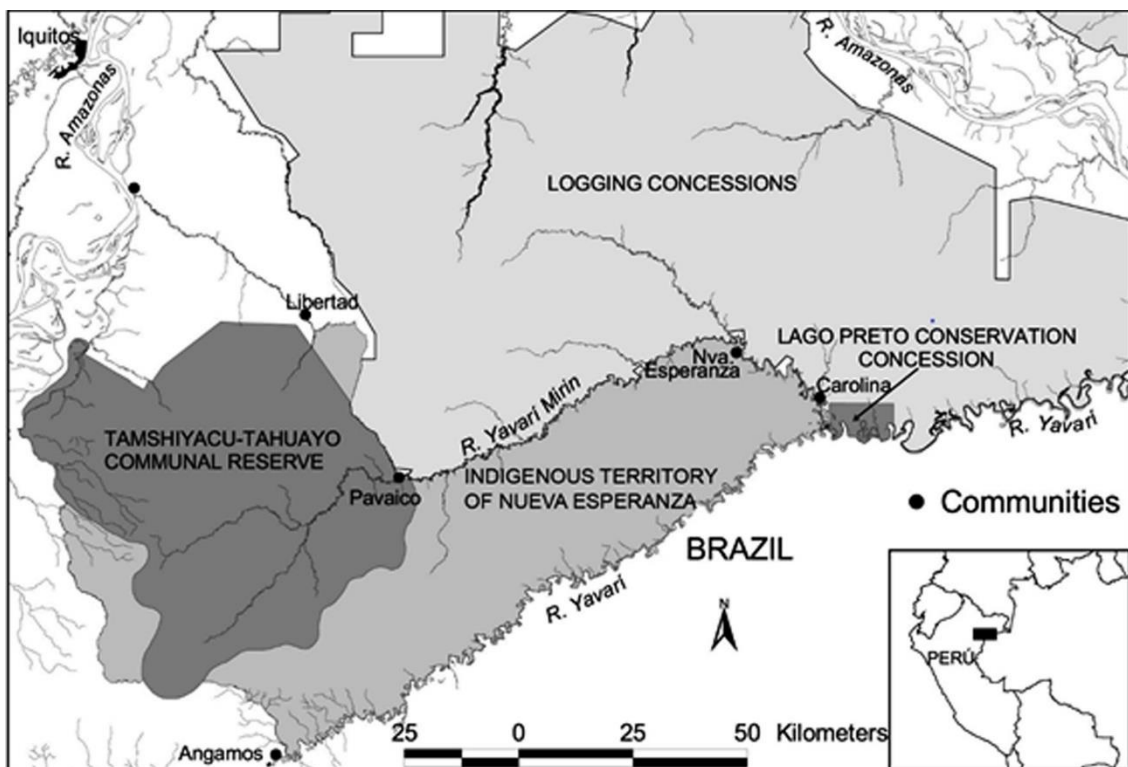 Iquitos
R. Amazonas
R. Amazonas
LOGGING CONCESSIONS
Libertad
LAGO PRETO CONSERVATION
CONCESSION
Nva.
Esperanza
Carolina
R. Yavari Mirin
R. Yavari
TAMSHIYACU-TAHUAYO
COMMUNAL RESERVE
Pavaico
INDIGENOUS TERRITORY
OF NUEVA ESPERANZA
Communities
BRAZIL
R. Yavari
N
PERÚ
25 0 25 50 Kilometers
Angamos